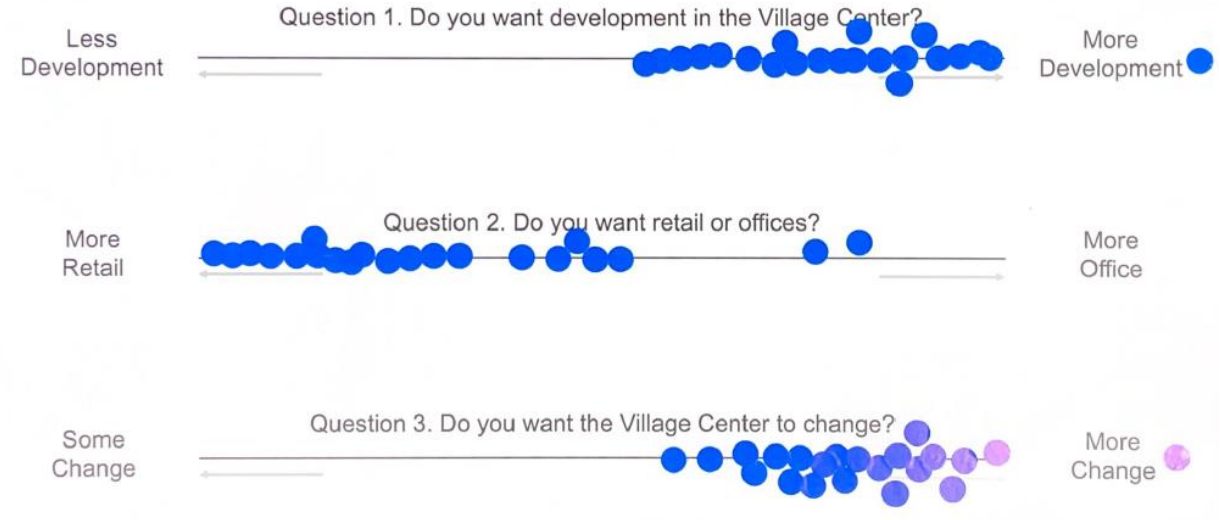 Question 1. Do you want development in the Village Center?
Less
Development
More
Development
Question 2. Do you want retail or offices?
More
Retail
More
Office
Question 3. Do you want the Village Center to change?
Some
Change
More
Change